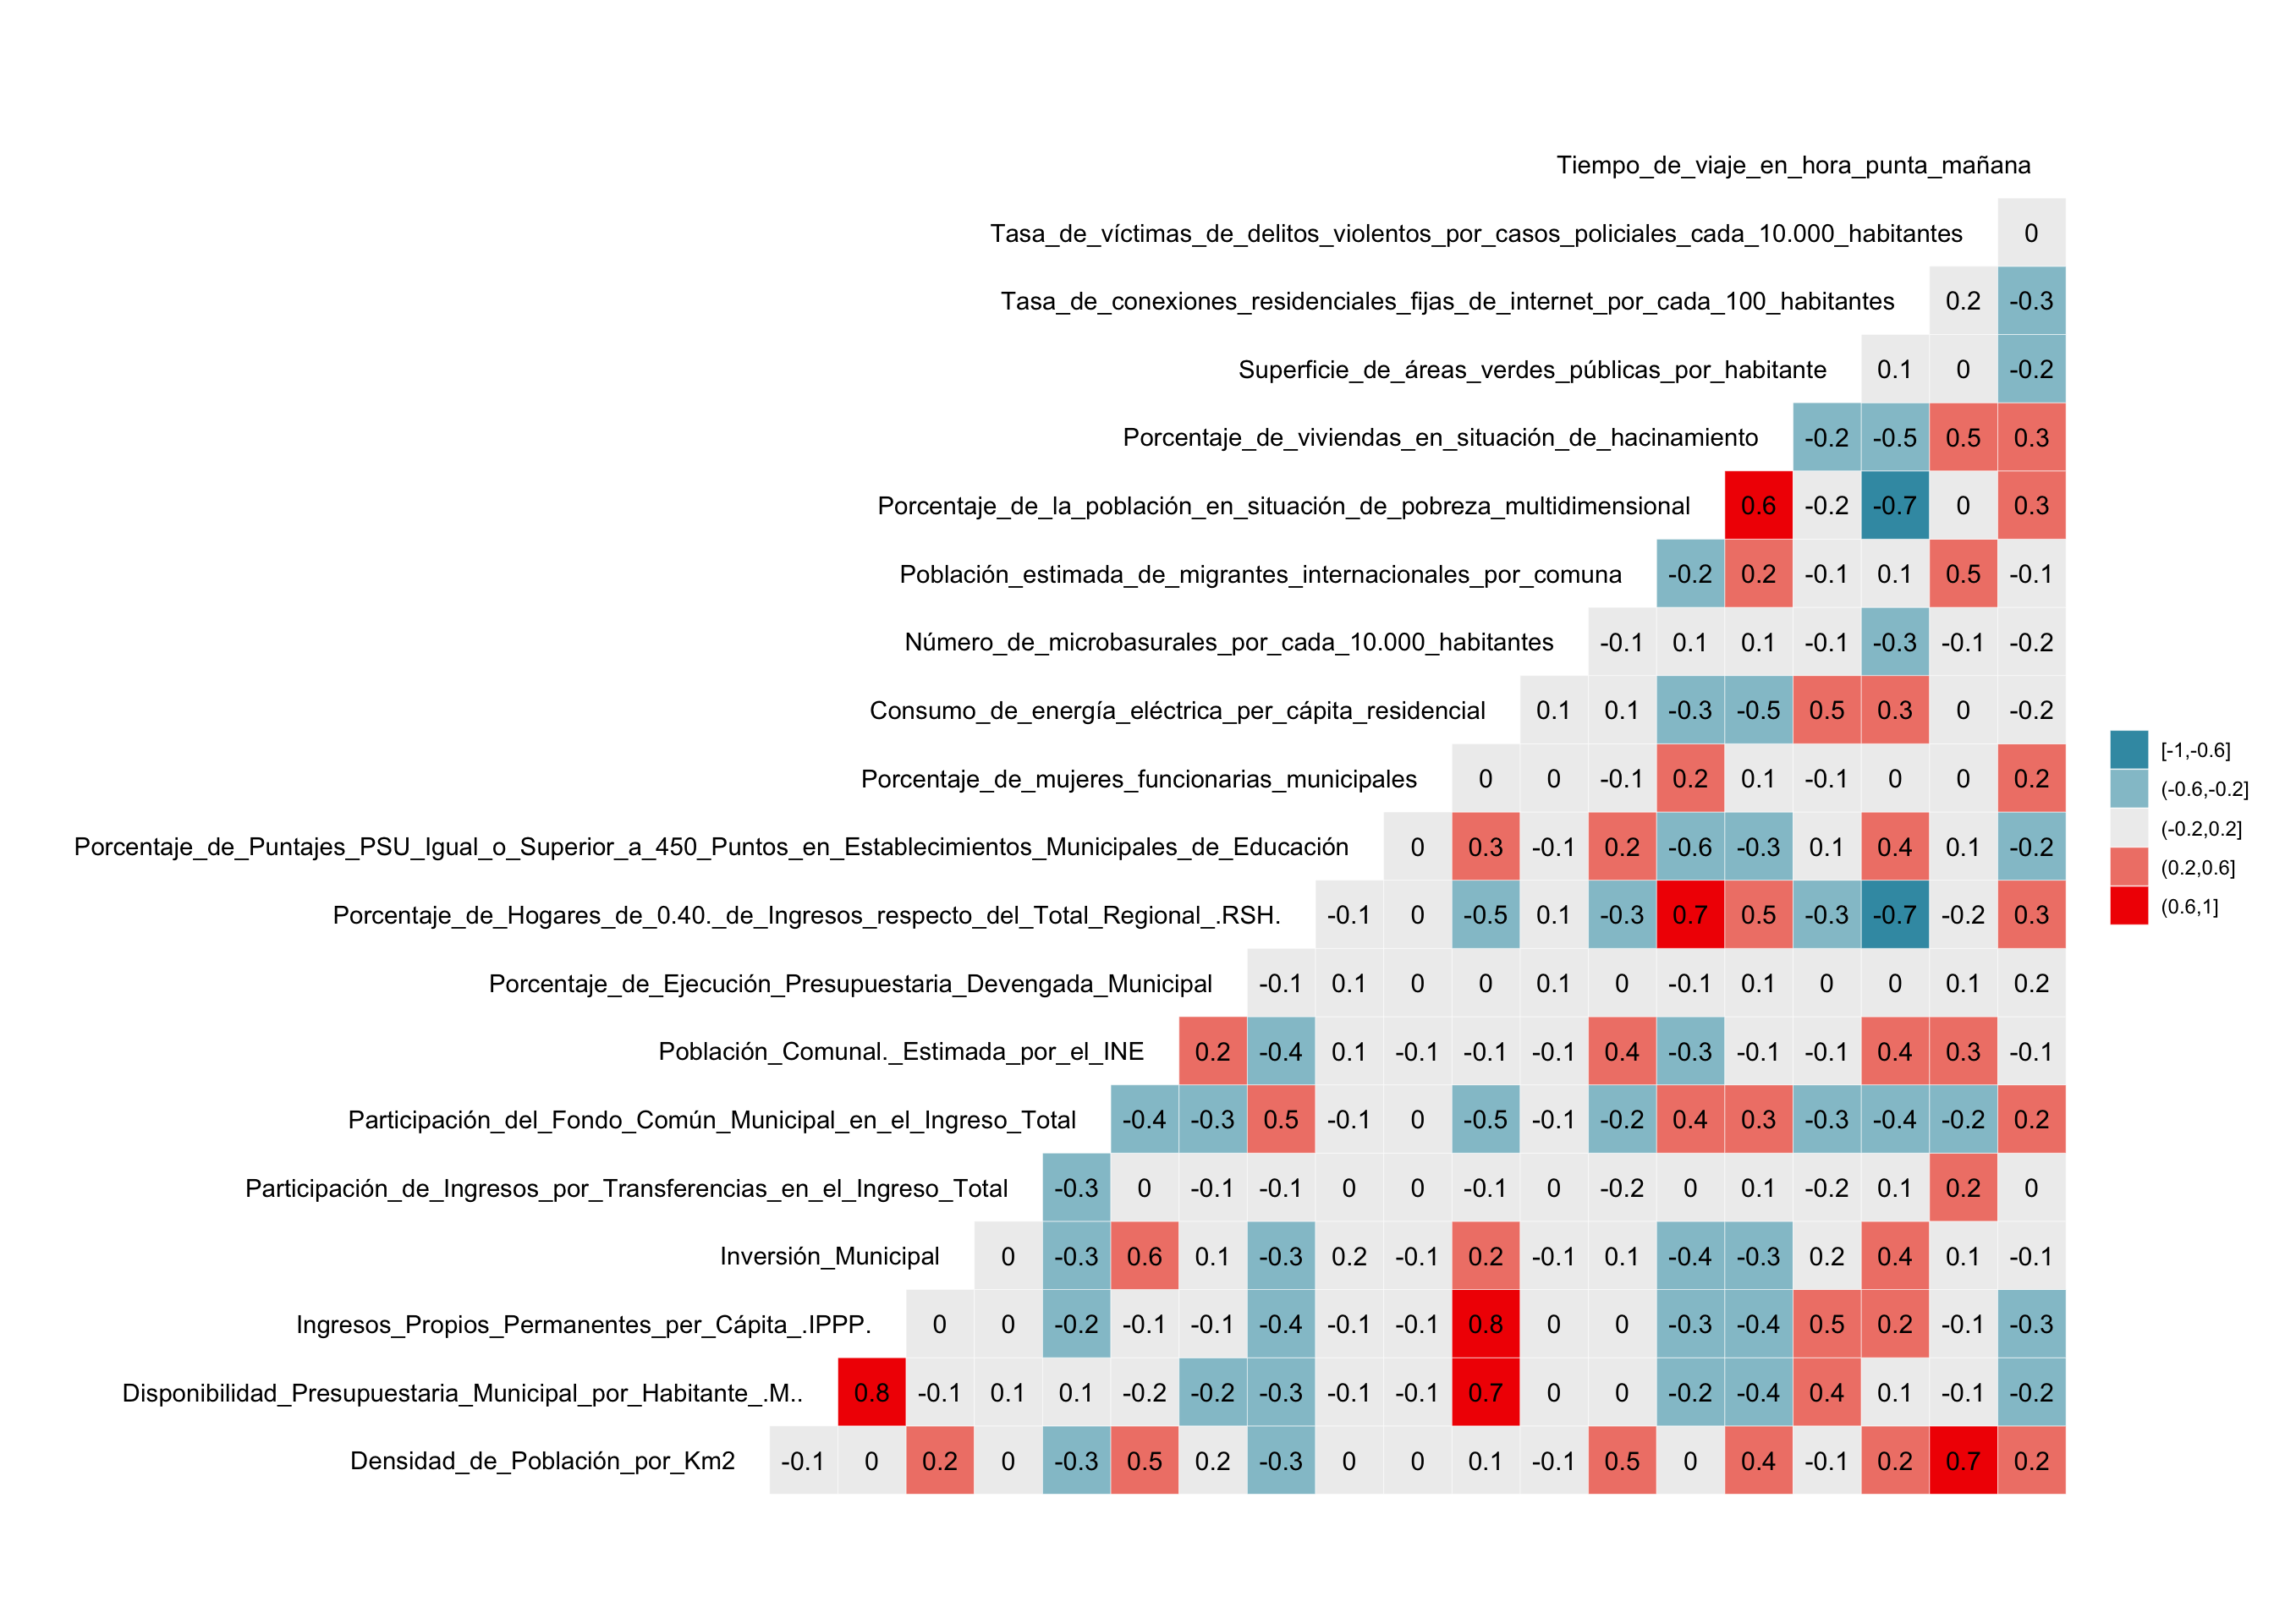 Tiempo_de_viaje_en_hora_punta_mañana
Tasa_de_víctimas_de_delitos_violentos_por_casos_policiales_cada_10.000_habitantes 0
Tasa_de_conexiones_residenciales_fijas_de_internet_por_cada_100_habitantes 0.2 -0.3
Superficie_de_áreas_verdes_públicas_por_habitante 0.1 0 -0.2
Porcentaje_de_viviendas_en_situación_de_hacinamiento -0.2 -0.5 0.5 0.3
Porcentaje_de_la_población_en_situación_de_pobreza_multidimensional 0.6 -0.2 -0.7 0 0.3
Población_estimada_de_migrantes_internacionales_por_comuna -0.2 0.2 -0.1 0.1 0.5 -0.1
Número_de_microbasurales_por_cada_10.000_habitantes -0.1 0.1 0.1 -0.1 -0.3 -0.1 -0.2
Consumo_de_energía_eléctrica_per_cápita_residencial 0.1 0.1 -0.3 -0.5 0.5 0.3 0 -0.2
Porcentaje_de_mujeres_funcionarias_municipales 0 0 -0.1 0.2 0.1 -0.1 0 0 0.2
Porcentaje_de_Puntajes_PSU_Igual_o_Superior_a_450_Puntos_en_Establecimientos_Municipales_de_Educación 0 0.3 -0.1 0.2 -0.6 -0.3 0.1 0.4 0.1 -0.2
Porcentaje_de_Hogares_de_0.40._de_Ingresos_respecto_del_Total_Regional_.RSH. -0.1 0 -0.5 0.1 -0.3 0.7 0.5 -0.3 -0.7 -0.2 0.3
Porcentaje_de_Ejecución_Presupuestaria_Devengada_Municipal -0.1 0.1 0 0 0.1 0 -0.1 0.1 0 0 0.1 0.2
Población_Comunal._Estimada_por_el_INE 0.2 -0.4 0.1 -0.1 -0.1 -0.1 0.4 -0.3 -0.1 -0.1 0.4 0.3 -0.1
Participación_del_Fondo_Común_Municipal_en_el_Ingreso_Total -0.4 -0.3 0.5 -0.1 0 -0.5 -0.1 -0.2 0.4 0.3 -0.3 -0.4 -0.2 0.2
Participación_de_Ingresos_por_Transferencias_en_el_Ingreso_Total -0.3 0 -0.1 -0.1 0 0 -0.1 0 -0.2 0 0.1 -0.2 0.1 0.2 0
Inversión_Municipal 0 -0.3 0.6 0.1 -0.3 0.2 -0.1 0.2 -0.1 0.1 -0.4 -0.3 0.2 0.4 0.1 -0.1
Ingresos_Propios_Permanentes_per_Cápita_.IPPP. 0 0 -0.2 -0.1 -0.1 -0.4 -0.1 -0.1 0.8 0 0 -0.3 -0.4 0.5 0.2 -0.1 -0.3
Disponibilidad_Presupuestaria_Municipal_por_Habitante_.M.. 0.8 -0.1 0.1 0.1 -0.2 -0.2 -0.3 -0.1 -0.1 0.7 0 0 -0.2 -0.4 0.4 0.1 -0.1 -0.2
Densidad_de_Población_por_Km2 -0.1 0 0.2 0 -0.3 0.5 0.2 -0.3 0 0 0.1 -0.1 0.5 0 0.4 -0.1 0.2 0.7 0.2
[-1,-0.6]
(-0.6,-0.2]
(-0.2,0.2]
(0.2,0.6]
(0.6,1]